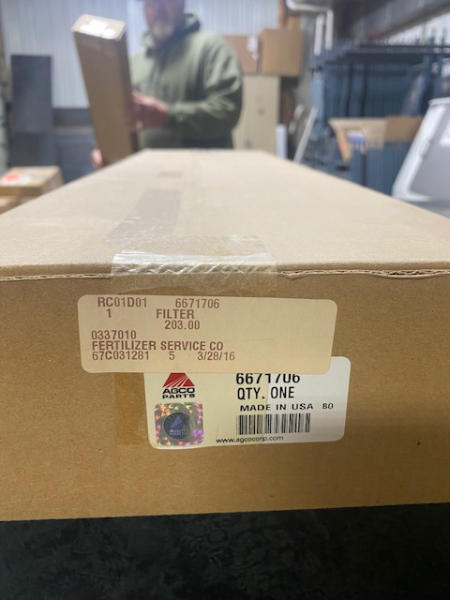 RC01D01 6671706
1 FILTER
203.00
0337010
FERTILIZER SERVICE CO
67C031281 5 3/28/16
AGCO
PARTS
6671706
QTY. ONE
MADE IN USA 80
www.agcocorp.com